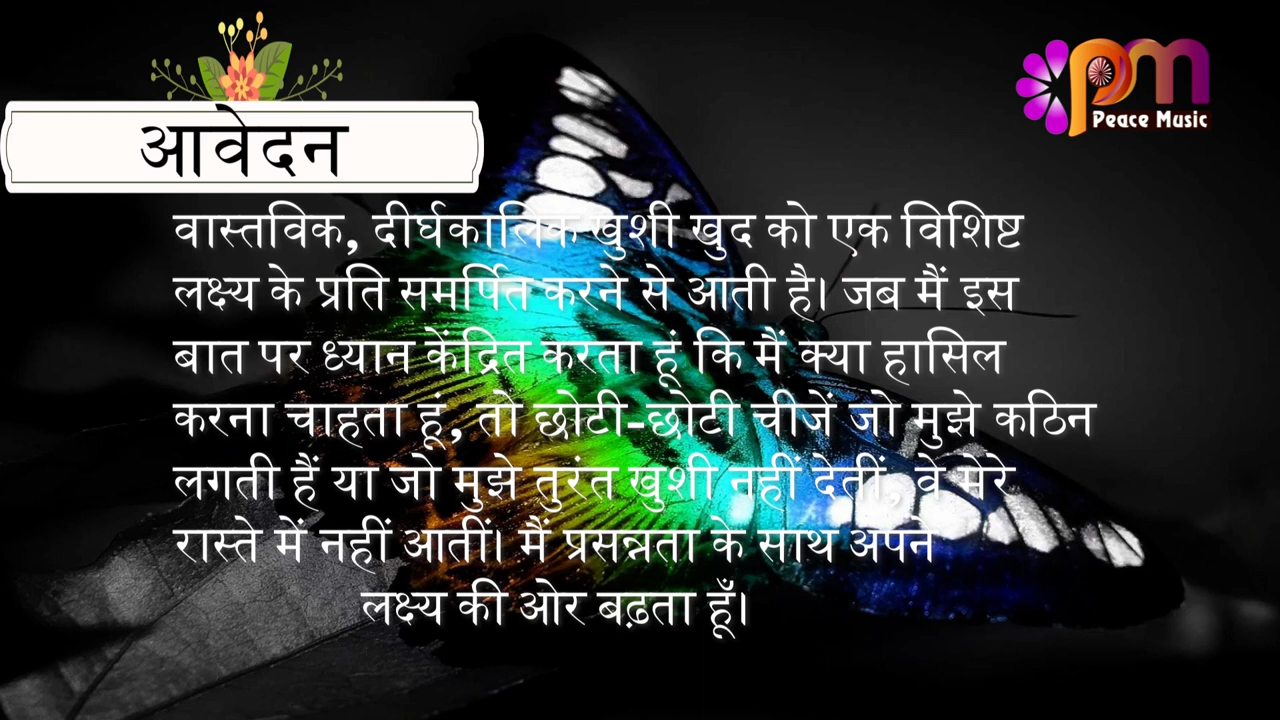 pm
Peace Music
आवेदन
वास्तविक, दीर्घकालिक खुशी खुद को एक विशिष्ट
लक्ष्य के प्रति समर्पित करने से आती है। जब मैं इस
बात पर ध्यान केंद्रित करता हूं कि मैं क्या हासिल
करना चाहता हूं, तो छोटी-छोटी चीजें जो मुझे कठिन
लगती हैं या जो मुझे तुरंत खुशी नहीं देतीं, वे मेरे
रास्ते में नहीं आतीं। मैं प्रसन्नता के साथ अपने
लक्ष्य की ओर बढ़ता हूँ।